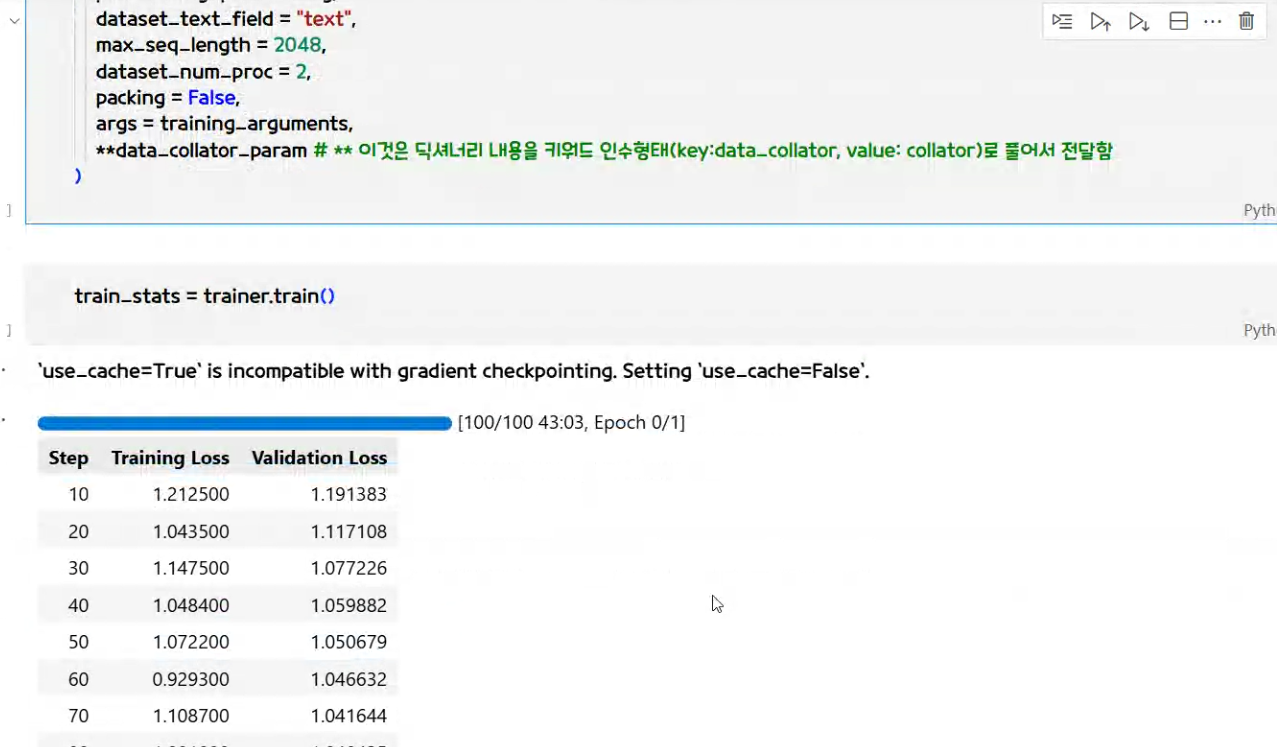 dataset_text_field = "text",
max_seq_length = 2048,
dataset_num_proc = 2,
packing = False,
args = training_arguments,
**data_collator_param # ** 이것은 딕셔너리 내용을 키워드 인수형태(key:data_collator, value: collator)로 풀어서 전달함
)
]
Pyth
train_stats = trainer.train()
]
Pyth
`use_cache=True` is incompatible with gradient checkpointing. Setting `use_cache=False`.
[100/100 43:03, Epoch 0/1]
Step Training Loss Validation Loss
10 1.212500 1.191383
20 1.043500 1.117108
30 1.147500 1.077226
40 1.048400 1.059882
50 1.072200 1.050679
60 0.929300 1.046632
70 1.108700 1.041644